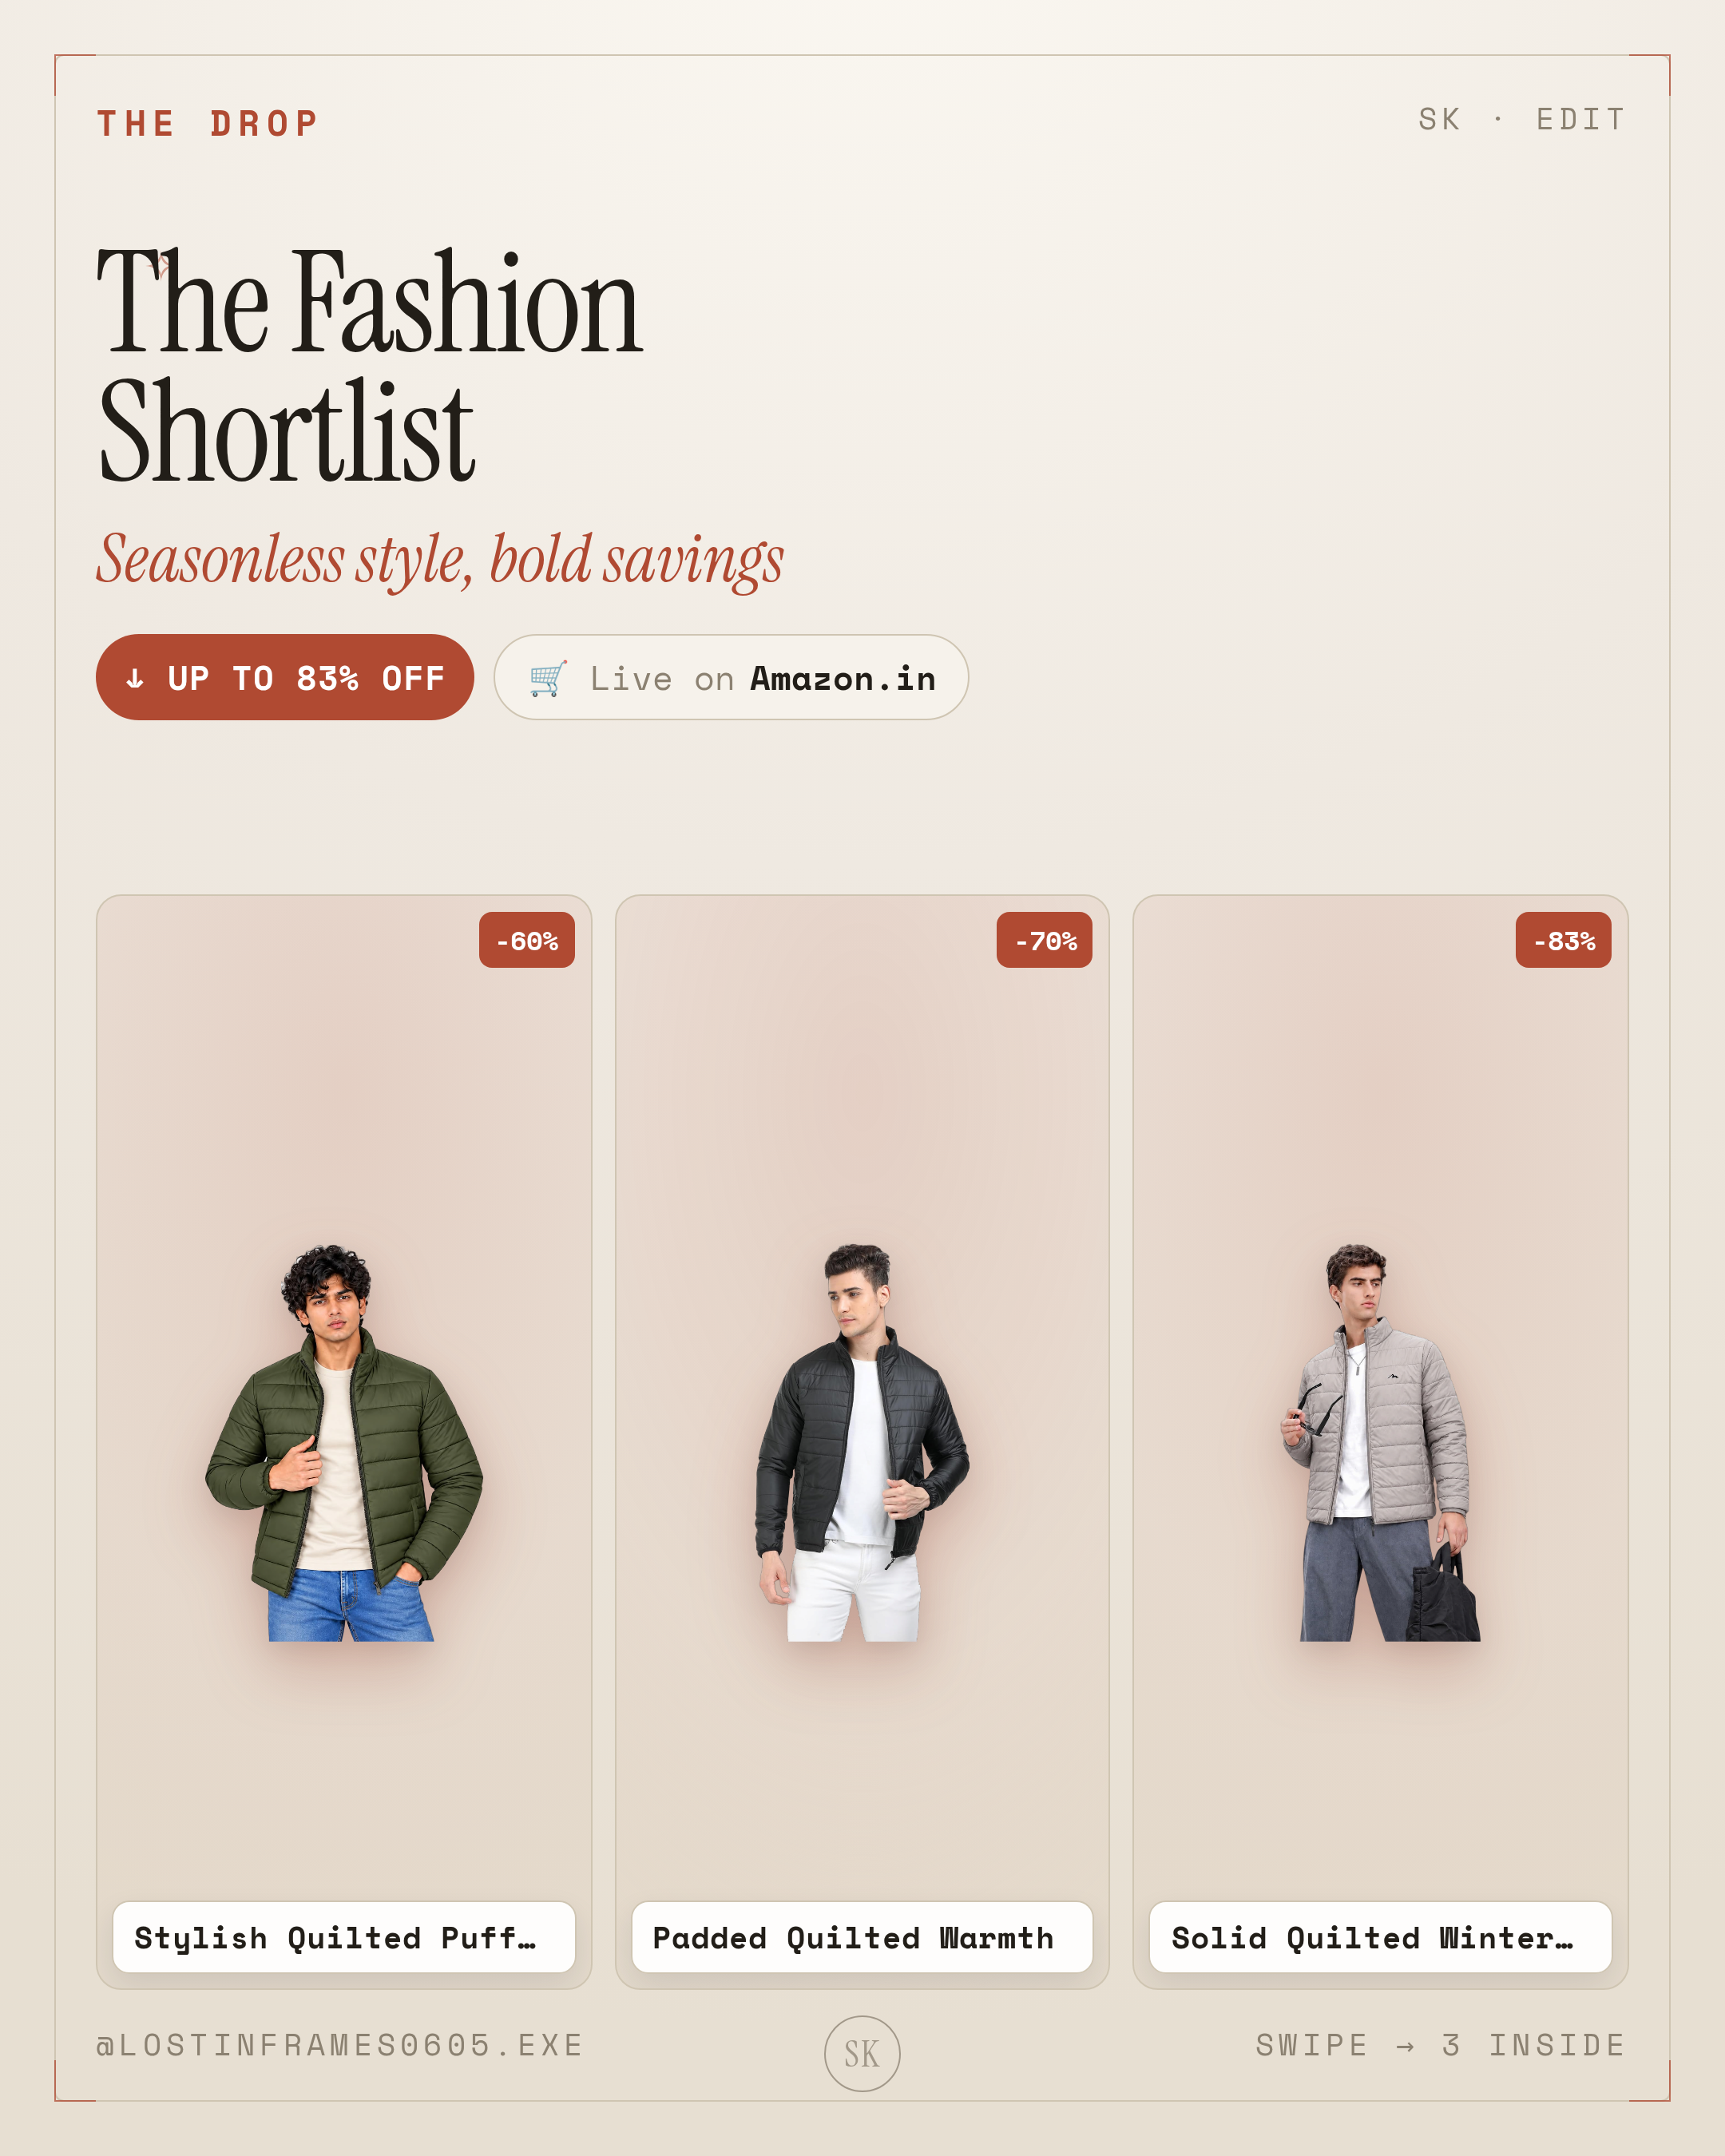 THE DROP
SK · EDIT
The Fashion
Shortlist
Seasonless style, bold savings
↓ UP TO 83% OFF
🛒 Live on Amazon.in
-60%
-70%
-83%
Stylish Quilted Puff…
Padded Quilted Warmth
Solid Quilted Winter…
@LOSTINFRAMES0605.EXE
SK
SWIPE → 3 INSIDE